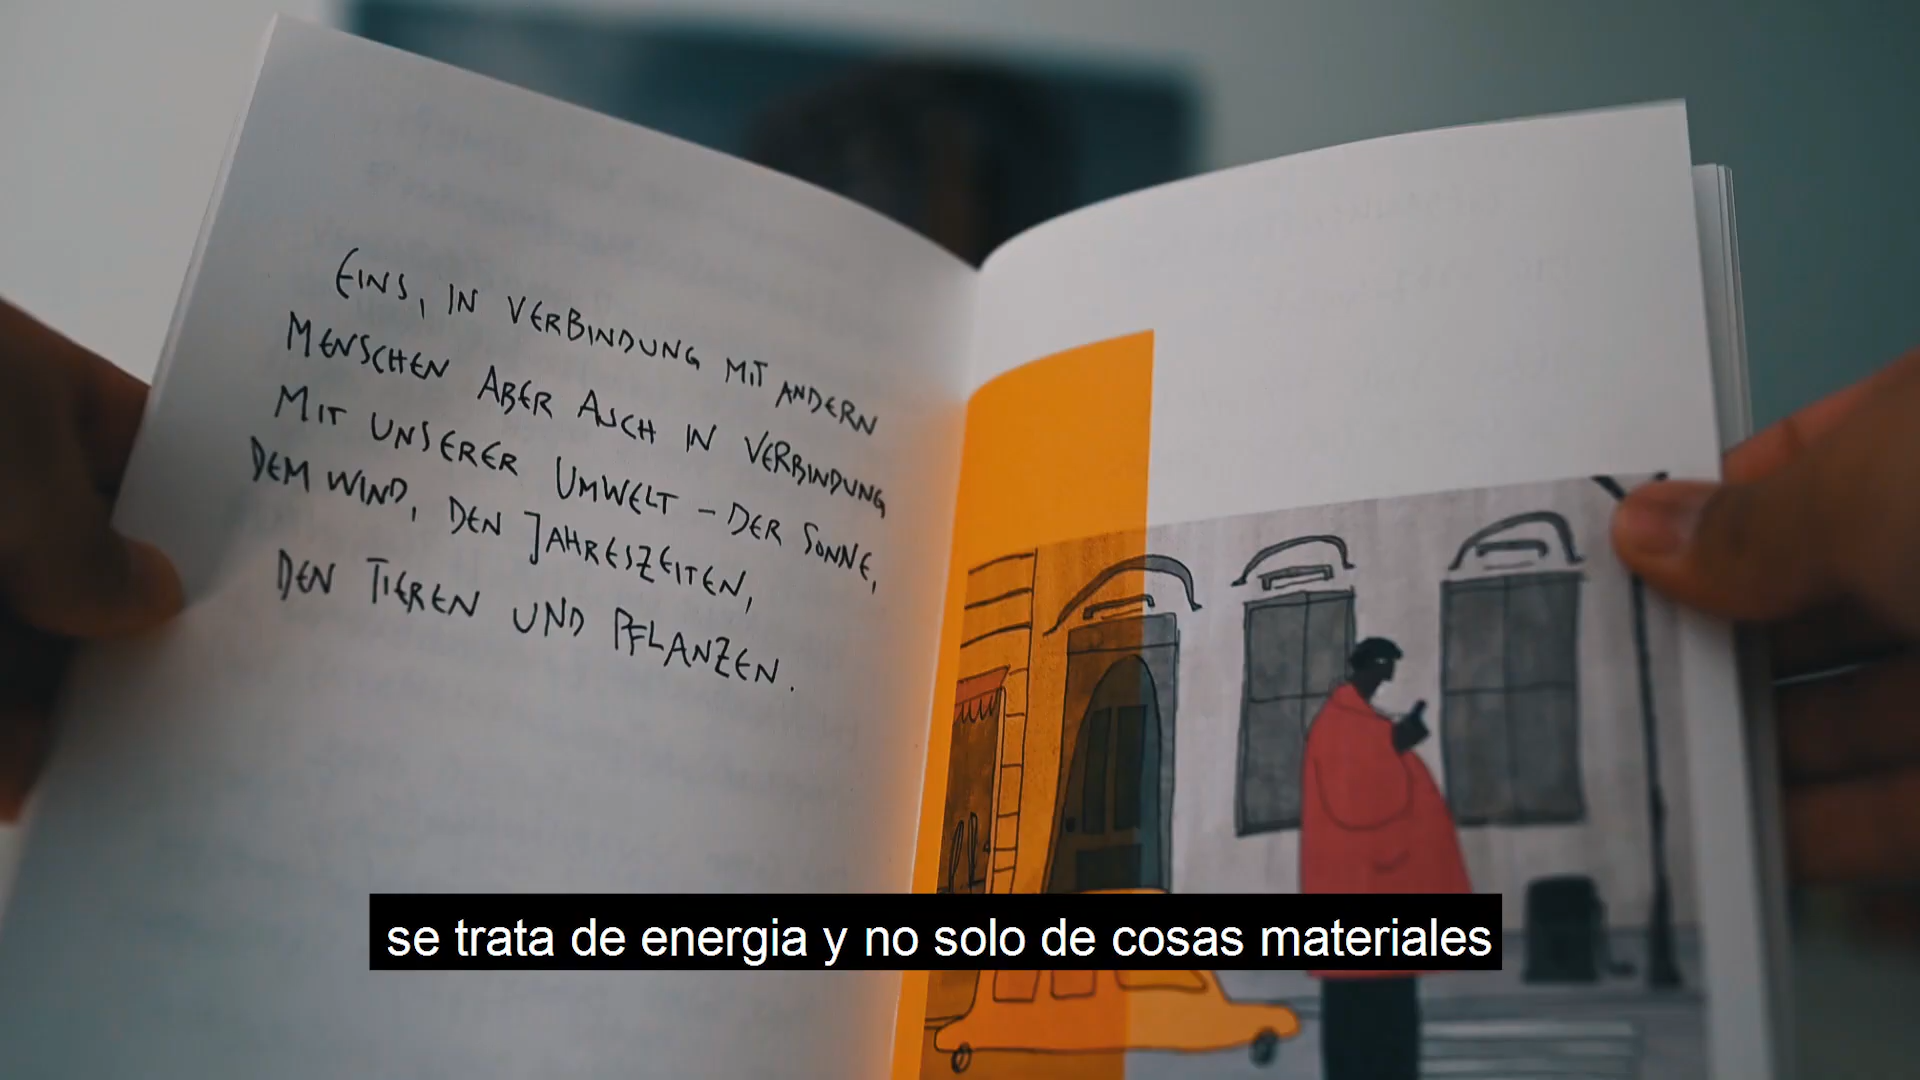 EINS, IN VERBINDUNG MIT ANDERN
MENSCHEN ABER AUCH IN VERBINDUNG
MIT UNSERER UMWELT – DER SONNE,
DEM WIND, DEN JAHRESZEITEN,
DEN TIEREN UND PFLANZEN.
se trata de energia y no solo de cosas materiales